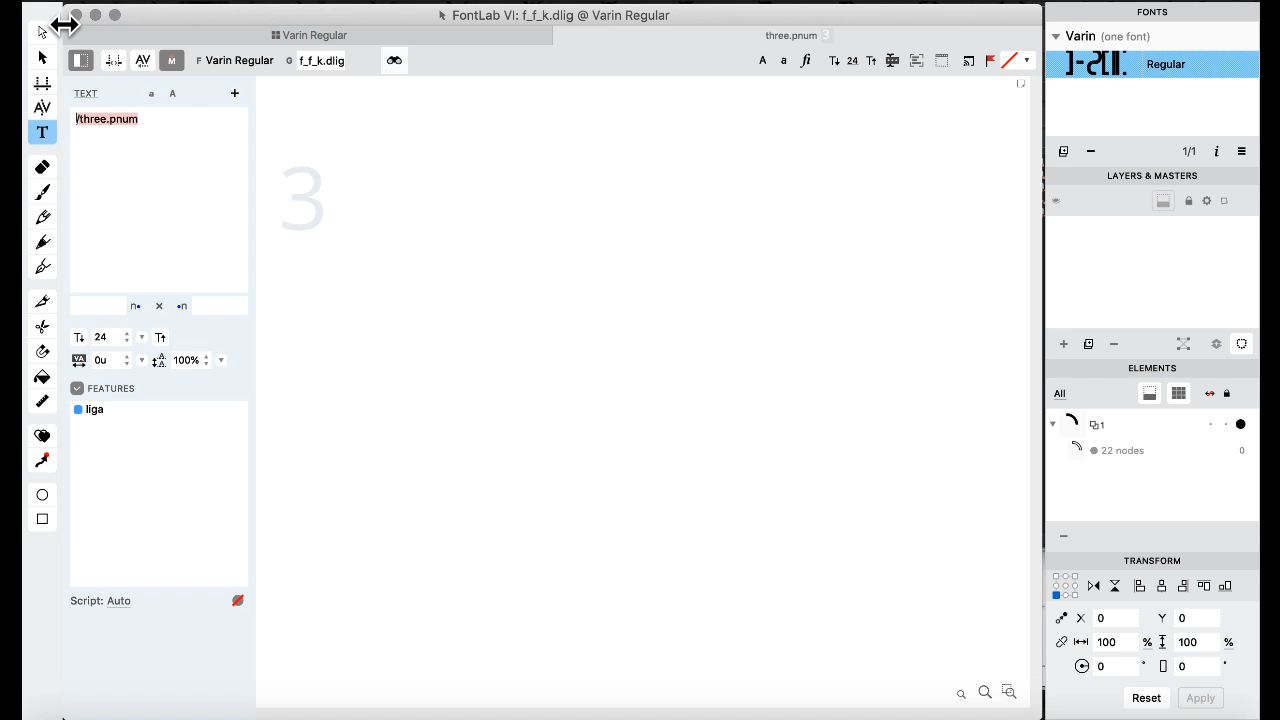 FontLab VI: f_f_k.dlig @ Varin Regular
Varin Regular
three.pnum 3
F Varin Regular G f_f_k.dlig
A a fi 24
TEXT a A +
/three.pnum
3
n• × •n
24
0u 100%
FEATURES
liga
Script: Auto
FONTS
Varin (one font)
Regular
1/1 i
LAYERS & MASTERS
ELEMENTS
All
1
22 nodes 0
TRANSFORM
X 0 Y 0
100 % 100 %
0 ° 0 °
Reset Apply